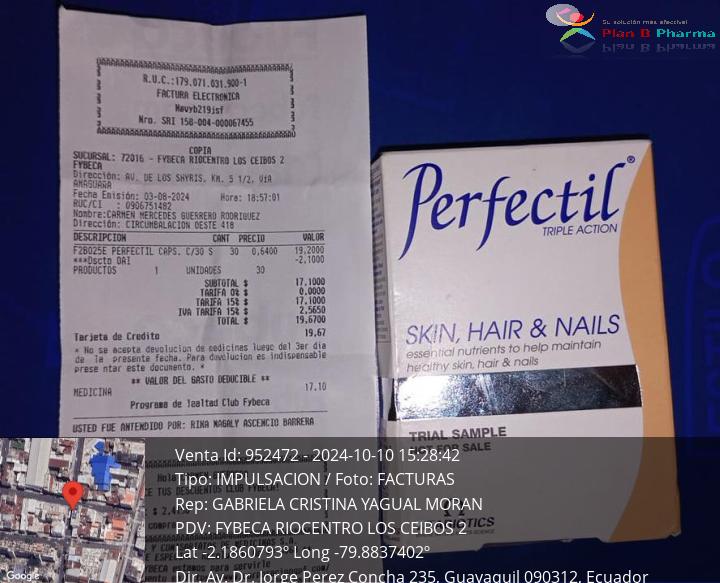 Su solución más efectiva!
Plan B Pharma
R.U.C.:179.071.031.900-1
FACTURA ELECTRONICA
Mavyb219jsf
Nro. SRI 158-004-000067455
COPIA
SUCURSAL: 72016 - FYBECA RIOCENTRO LOS CEIBOS 2
FYBECA
Dirección: AV. DE LOS SHYRIS, KM. 5 1/2, VIA
Fecha Emisión: 03-08-2024 Hora: 18:57:01
RUC/CI : 0906751482
Nombre:CARMEN MERCEDES GUERRERO RODRIGUEZ
Dirección: CIRCUMBALACION OESTE 418
DESCRIPCION CANT PRECIO VALOR
F2BO25E PERFECTIL CAPS. C/30 S 30 0,6400 19,2000
***Dscto OAI -2,1000
PRODUCTOS 1 UNIDADES 30
SUBTOTAL $ 17,1000
TARIFA 0% $ 0,0000
TARIFA 15% $ 17,1000
IVA TARIFA 15% $ 2,5650
TOTAL $ 19,6700
Tarjeta de Credito 19,67
* No se acepta devolucion de medicinas luego del 3er dia
de la presente fecha. Para devolucion es indispensable
presentar este documento. *
** VALOR DEL GASTO DEDUCIBLE **
MEDICINA 17.10
Programa de lealtad Club Fybeca
USTED FUE ANTENDIDO POR: RINA NAGALY ASCENCIO BARRERA
Perfectil®
TRIPLE ACTION
SKIN, HAIR & NAILS
essential nutrients to help maintain
healthy skin, hair & nails
TRIAL SAMPLE
NOT FOR SALE
Venta Id: 952472 - 2024-10-10 15:28:42
Tipo: IMPULSACION / Foto: FACTURAS
Rep: GABRIELA CRISTINA YAGUAL MORAN
PDV: FYBECA RIOCENTRO LOS CEIBOS 2
Lat -2.1860793° Long -79.8837402°
Dir. Av. Dr. Jorge Perez Concha 235, Guayaquil 090312, Ecuador
Google